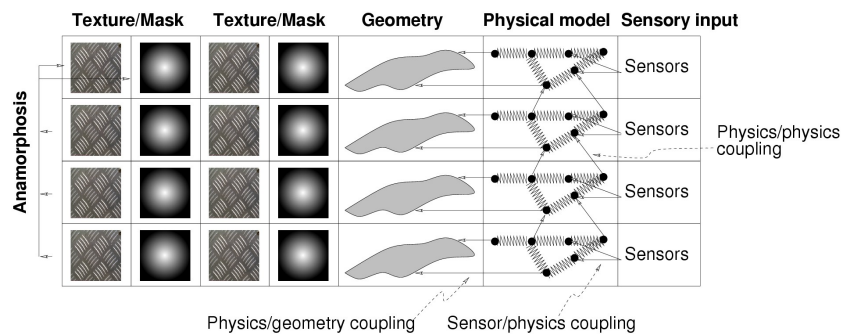 Texture/Mask Texture/Mask Geometry Physical model Sensory input
Anamorphosis
Sensors
Sensors
Sensors
Sensors
Physics/physics
coupling
Physics/geometry coupling Sensor/physics coupling